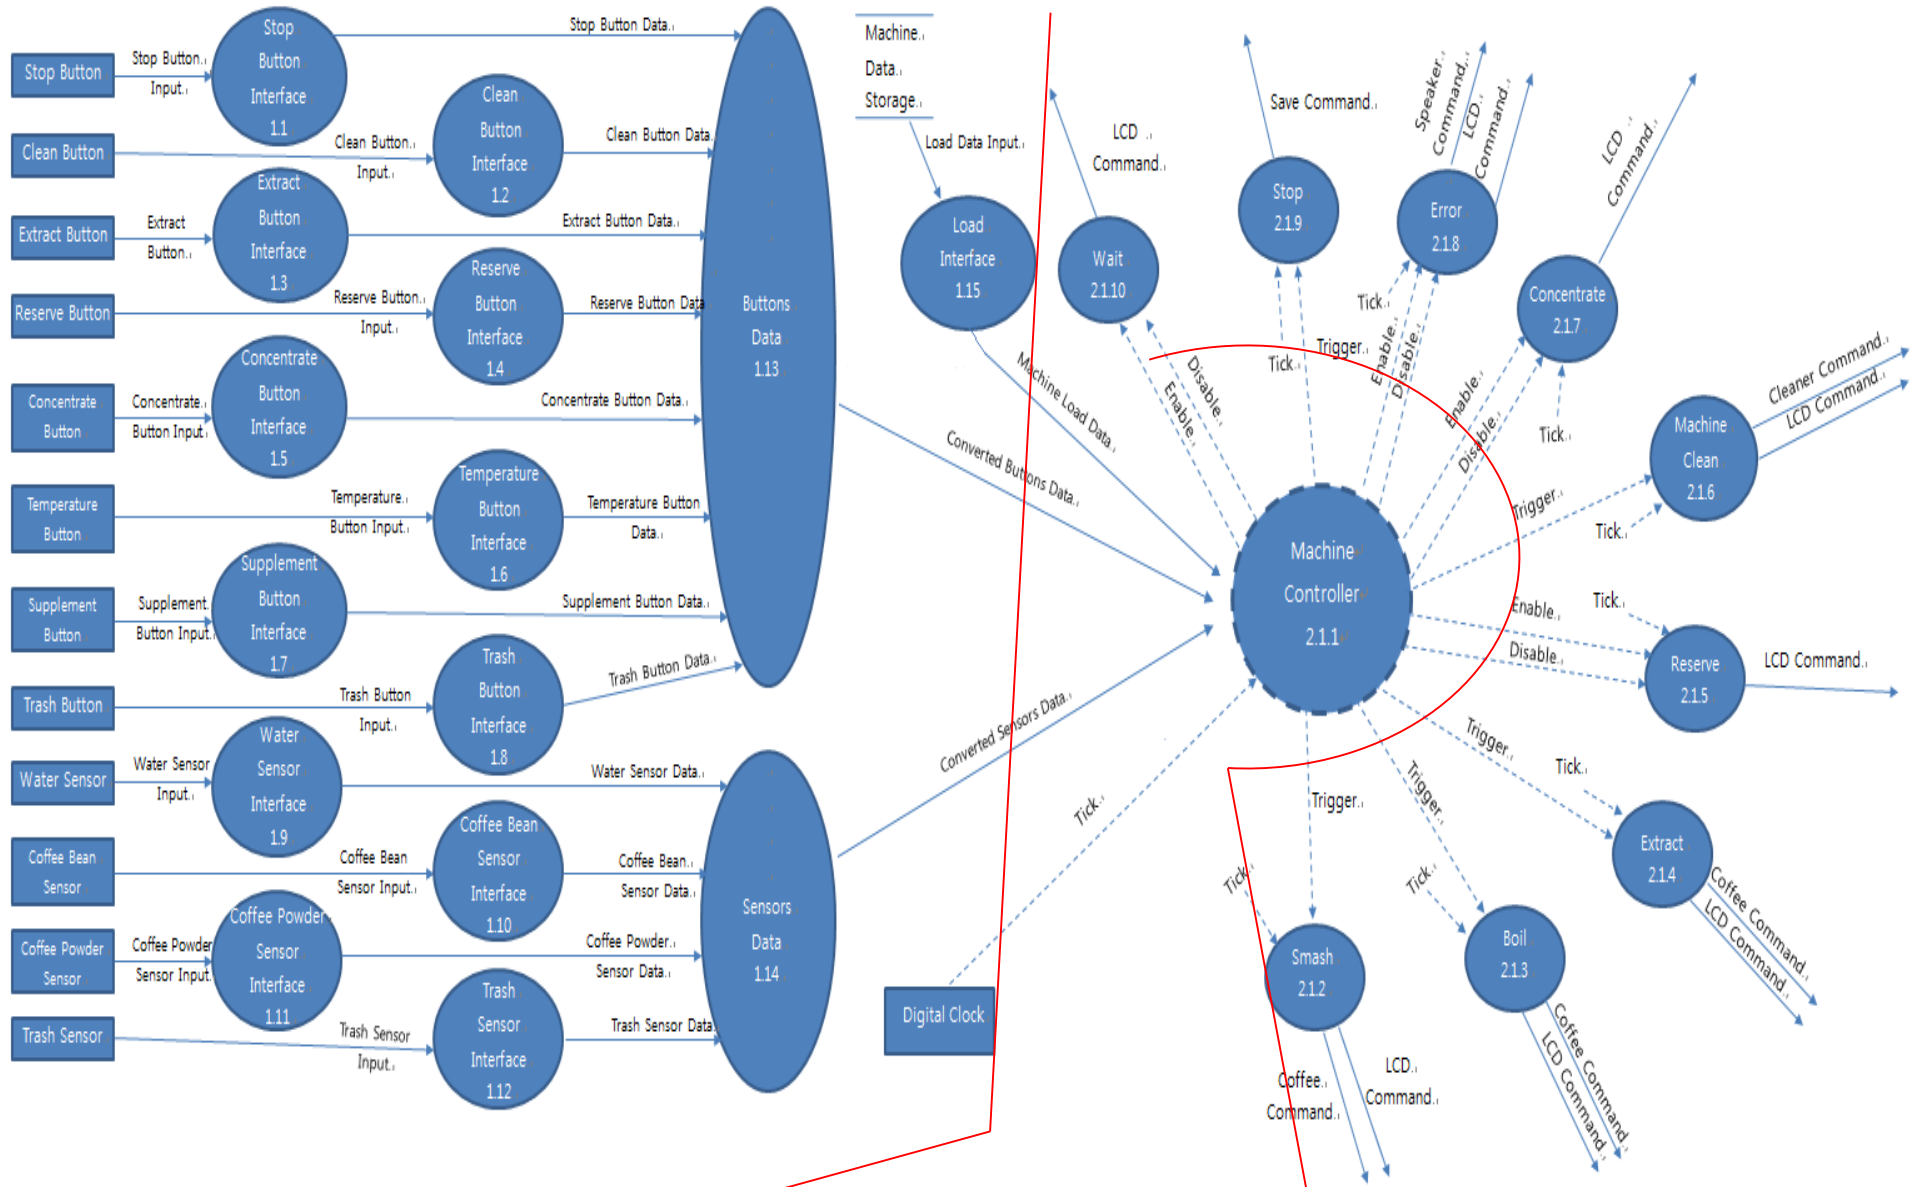 Stop Button
Stop Button.
Input.
Stop
Button
Interface
1.1
Stop Button Data.
Clean Button
Clean Button.
Input.
Clean
Button
Interface
1.2
Clean Button Data.
Extract Button
Extract
Button.
Extract
Button
Interface
1.3
Extract Button Data.
Reserve Button
Reserve Button.
Input.
Reserve
Button
Interface
1.4
Reserve Button Data
Concentrate
Button
Concentrate.
Button Input.
Concentrate
Button
Interface
1.5
Concentrate Button Data.
Temperature
Button
Temperature.
Button Input.
Temperature
Button
Interface
1.6
Temperature Button
Data.
Supplement
Button
Supplement.
Button Input.
Supplement
Button
Interface
1.7
Supplement Button Data.
Trash Button
Trash Button
Input.
Trash
Button
Interface
1.8
Trash Button Data.
Water Sensor
Water Sensor
Input.
Water
Sensor
Interface
1.9
Water Sensor Data.
Coffee Bean
Sensor
Coffee Bean
Sensor Input.
Coffee Bean
Sensor
Interface
1.10
Coffee Bean.
Sensor Data.
Coffee Powder
Sensor
Coffee Powder
Sensor Input.
Coffee Powder
Sensor
Interface
1.11
Coffee Powder.
Sensor Data.
Trash Sensor
Trash Sensor
Input.
Trash
Sensor
Interface
1.12
Trash Sensor Data
Buttons
Data
1.13
Sensors
Data
1.14
Machine.
Data.
Storage.
Load Data Input.
Load
Interface
1.15
Machine Load Data.
Converted Buttons Data.
Converted Sensors Data.
Tick.
Digital Clock
Machine
Controller
2.1.1
LCD .
Command.
Wait
2.1.10
Disable.
Enable.
Save Command.
Stop
2.1.9
Tick.
Trigger.
Speaker.
Command.
LCD.
Command.
Error
2.1.8
Tick.
Enable.
Disable.
LCD .
Command.
Concentrate
2.1.7
Enable.
Disable.
Tick.
Cleaner Command.
LCD Command.
Machine
Clean
2.1.6
Trigger.
Tick.
Enable.
Disable.
Tick.
Reserve
2.1.5
LCD Command.
Trigger.
Tick.
Extract
2.1.4
Coffee Command.
LCD Command.
Trigger.
Tick.
Boil
2.1.3
Coffee Command.
LCD Command.
Trigger.
Tick.
Smash
2.1.2
Coffee.
Command.
LCD.
Command.